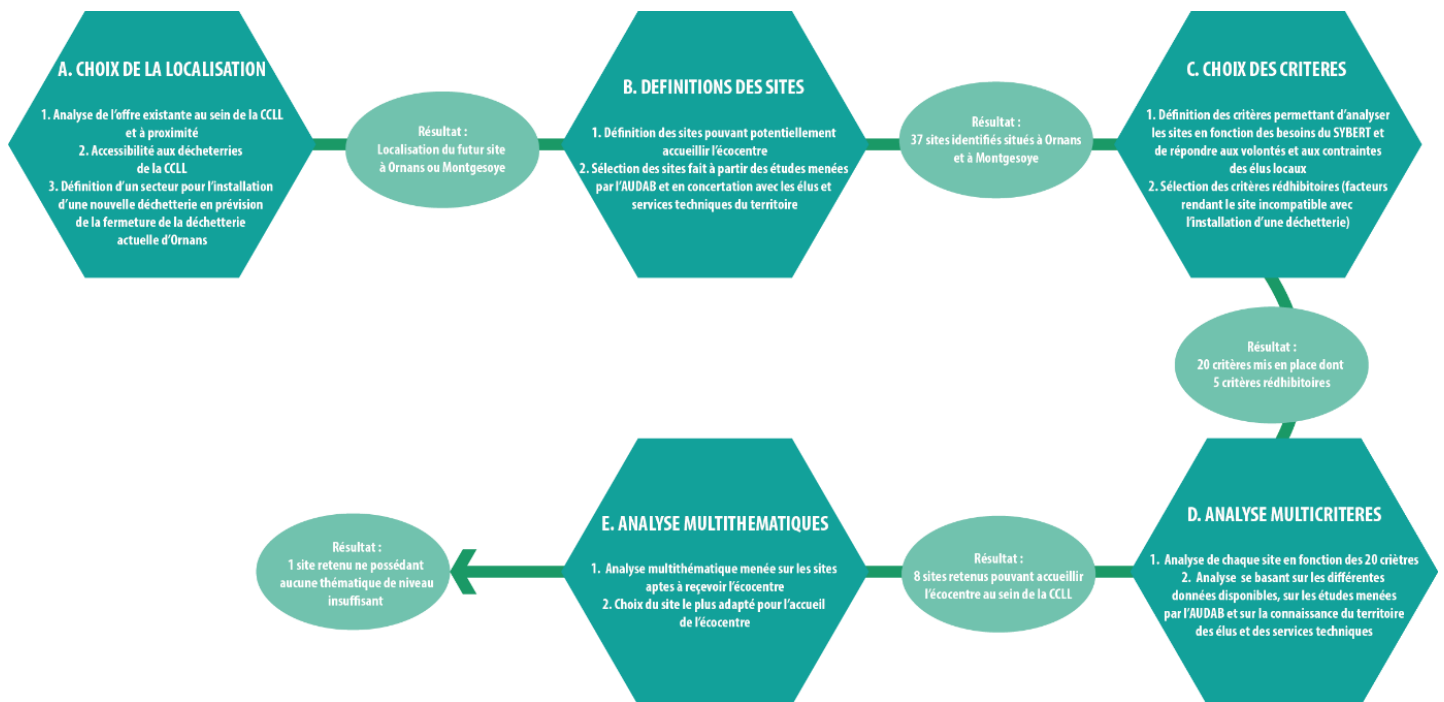 A. CHOIX DE LA LOCALISATION
1. Analyse de l'offre existante au sein de la CCLL
et à proximité
2. Accessibilité aux décheterries
de la CCLL
3. Définition d'un secteur pour l'installation
d'une nouvelle déchetterie en prévision
de la fermeture de la déchetterie
actuelle d'Ornans
Résultat :
Localisation du futur site
à Ornans ou Montgesoye
B. DEFINITIONS DES SITES
1. Définition des sites pouvant potentiellement
accueillir l'écocentre
2. Sélection des sites fait à partir des études menées
par l'AUDAB et en concertation avec les élus et
services techniques du territoire
Résultat :
37 sites identifiés situés à Ornans
et à Montgesoye
C. CHOIX DES CRITERES
1. Définition des critères permettant d'analyser
les sites en fonction des besoins du SYBERT et
de répondre aux volontés et aux contraintes
des élus locaux
2. Sélection des critères rédhibitoires (facteurs
rendant le site incompatible avec
l'installation d'une déchetterie)
Résultat :
20 critères mis en place dont
5 critères rédhibitoires
D. ANALYSE MULTICRITERES
1. Analyse de chaque site en fonction des 20 criètres
2. Analyse se basant sur les différentes
données disponibles, sur les études menées
par l'AUDAB et sur la connaissance du territoire
des élus et des services techniques
Résultat :
8 sites retenus pouvant accueillir
l'écocentre au sein de la CCLL
E. ANALYSE MULTITHEMATIQUES
1. Analyse multithématique menée sur les sites
aptes à reçevoir l'écocentre
2. Choix du site le plus adapté pour l'accueil
de l'écocentre
Résultat :
1 site retenu ne possédant
aucune thématique de niveau
insuffisant